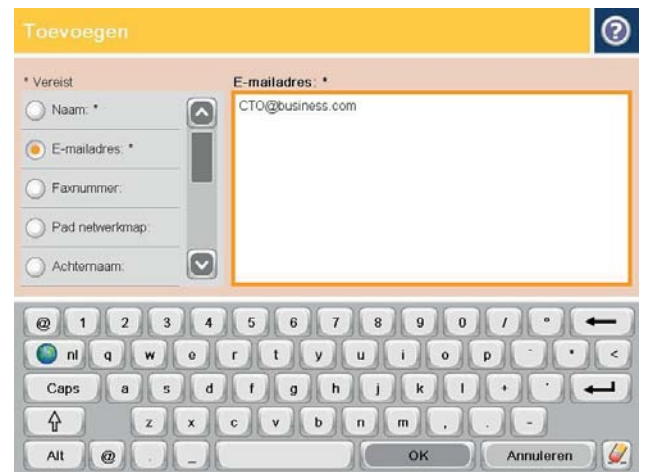 Toevoegen
?
* Vereist
E-mailadres: *
Naam: *
CTO@business.com
E-mailadres: *
Faxnummer:
Pad netwerkmap:
Achternaam:
@ 1 2 3 4 5 6 7 8 9 0 / °
nl q w e r t y u i o p <
Caps a s d f g h j k l +
z x c v b n m , . -
Alt @ . _ OK Annuleren